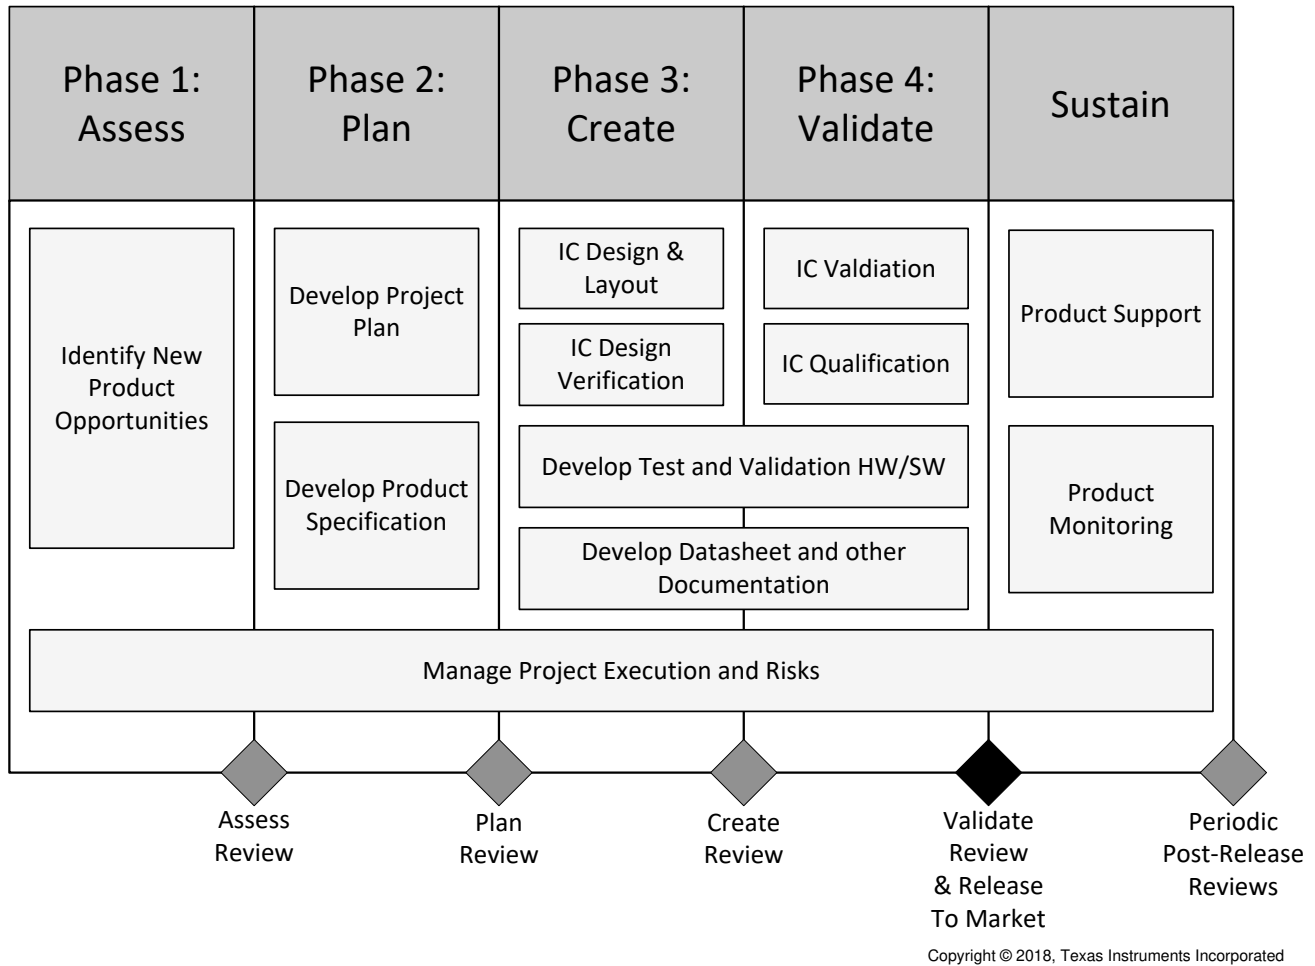 Phase 1:
Assess
Phase 2:
Plan
Phase 3:
Create
Phase 4:
Validate
Sustain
Identify New
Product
Opportunities
Develop Project
Plan
Develop Product
Specification
IC Design &
Layout
IC Design
Verification
IC Valdiation
IC Qualification
Develop Test and Validation HW/SW
Develop Datasheet and other
Documentation
Product Support
Product
Monitoring
Manage Project Execution and Risks
Assess
Review
Plan
Review
Create
Review
Validate
Review
& Release
To Market
Periodic
Post-Release
Reviews
Copyright © 2018, Texas Instruments Incorporated